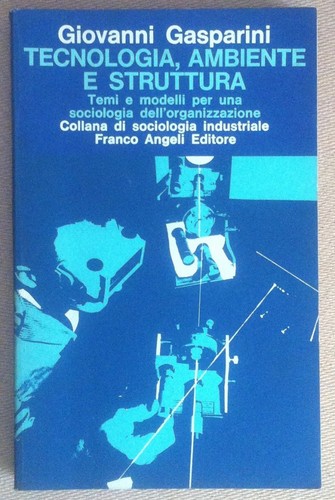 Giovanni Gasparini
TECNOLOGIA, AMBIENTE
E STRUTTURA
Temi e modelli per una
sociologia dell'organizzazione
Collana di sociologia industriale
Franco Angeli Editore